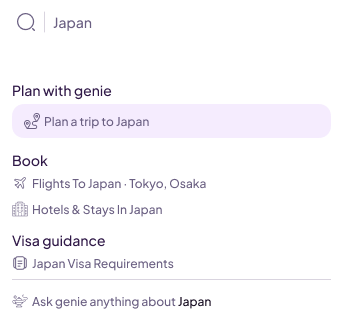 Japan
Plan with genie
Plan a trip to Japan
Book
Flights To Japan · Tokyo, Osaka
Hotels & Stays In Japan
Visa guidance
Japan Visa Requirements
Ask genie anything about Japan